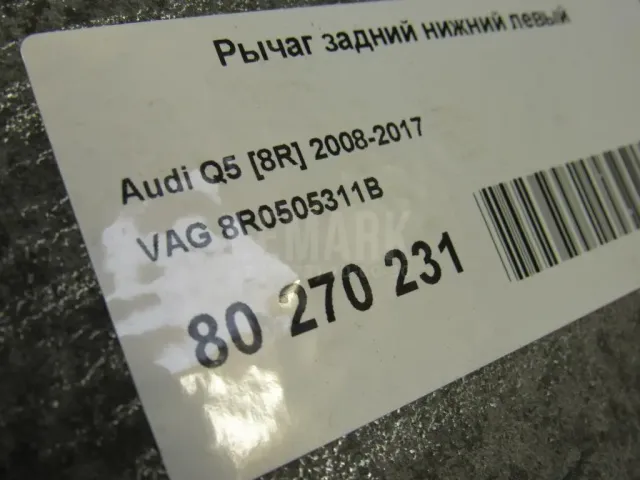 Рычаг задний нижний левый
Audi Q5 [8R] 2008-2017
VAG 8R0505311B
80 270 231